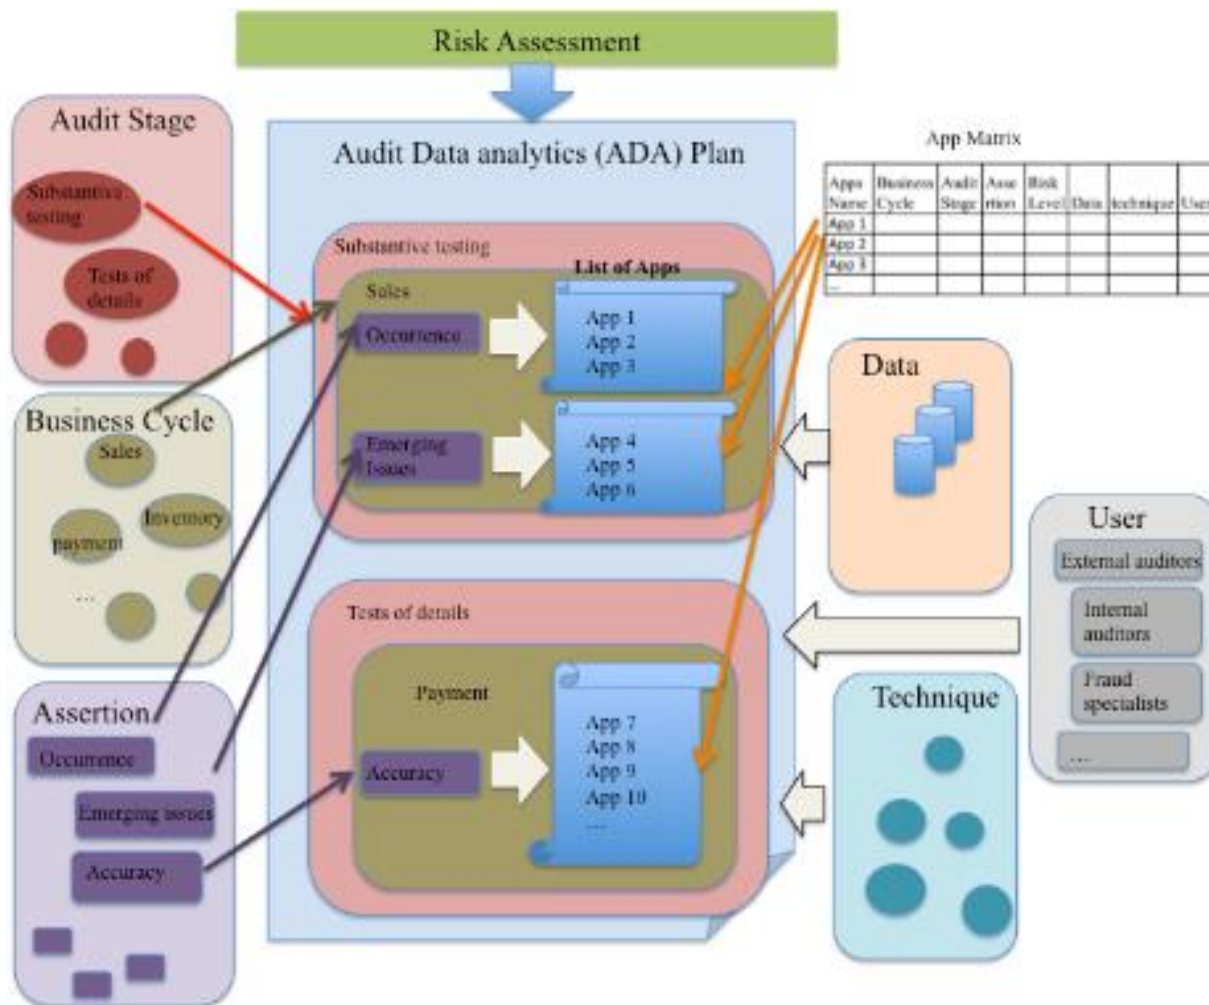 Risk Assessment
Audit Stage
Substantive
testing
Tests of
details
Business Cycle
Sales
Inventory
payment
...
Assertion
Occurrence
Emerging issues
Accuracy
Audit Data analytics (ADA) Plan
Substantive testing
List of Apps
Sales
Occurrence
App 1
App 2
App 3
Emerging
Issues
App 4
App 5
App 6
Tests of details
Payment
Accuracy
App 7
App 8
App 9
App 10
....
App Matrix
Apps Business Audit Asse Risk
Name Cycle Stage rtion Level Data technique User
App 1
App 2
App 3
...
Data
User
External auditors
Internal
auditors
Fraud
specialists
....
Technique